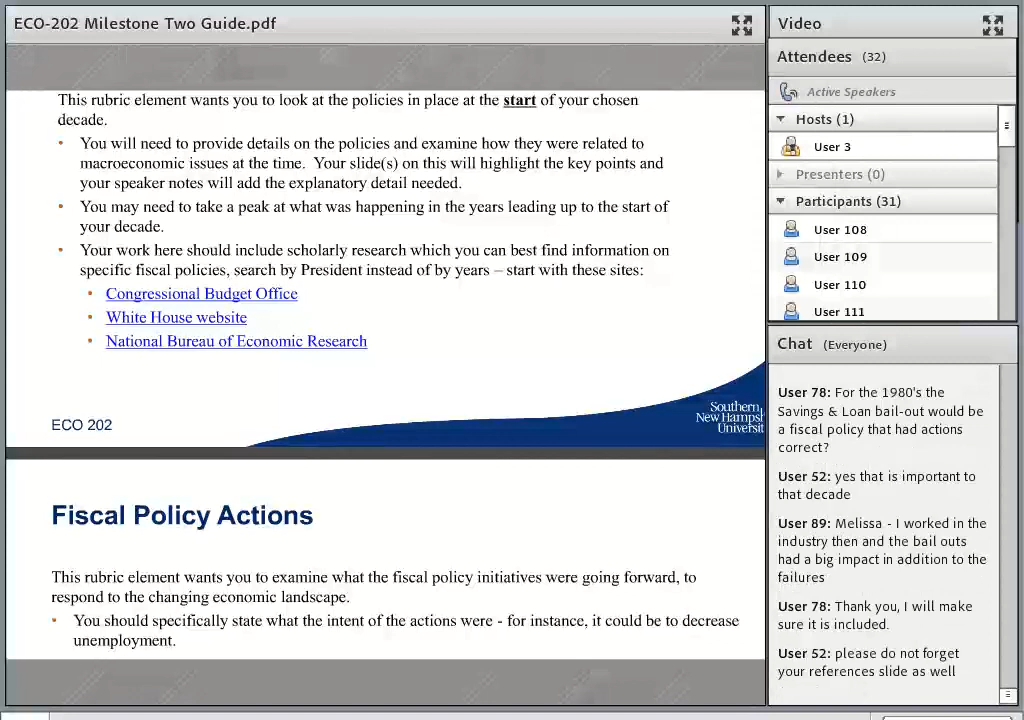 ECO-202 Milestone Two Guide.pdf
This rubric element wants you to look at the policies in place at the start of your chosen
decade.
• You will need to provide details on the policies and examine how they were related to
macroeconomic issues at the time. Your slide(s) on this will highlight the key points and
your speaker notes will add the explanatory detail needed.
• You may need to take a peak at what was happening in the years leading up to the start of
your decade.
• Your work here should include scholarly research which you can best find information on
specific fiscal policies, search by President instead of by years – start with these sites:
• Congressional Budget Office
• White House website
• National Bureau of Economic Research
ECO 202
Southern
New Hampsh
Universit
Fiscal Policy Actions
This rubric element wants you to examine what the fiscal policy initiatives were going forward, to
respond to the changing economic landscape.
• You should specifically state what the intent of the actions were - for instance, it could be to decrease
unemployment.
Video
Attendees (32)
Active Speakers
Hosts (1)
User 3
Presenters (0)
Participants (31)
User 108
User 109
User 110
User 111
Chat (Everyone)
User 78: For the 1980's the
Savings & Loan bail-out would be
a fiscal policy that had actions
correct?
User 52: yes that is important to
that decade
User 89: Melissa - I worked in the
industry then and the bail outs
had a big impact in addition to the
failures
User 78: Thank you, I will make
sure it is included.
User 52: please do not forget
your references slide as well